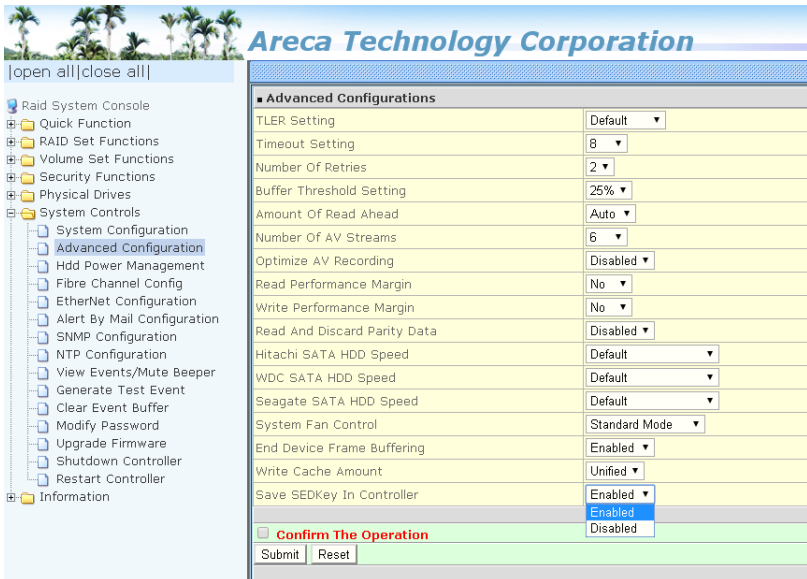 Areca Technology Corporation
|open all|close all|
Raid System Console
Quick Function
RAID Set Functions
Volume Set Functions
Security Functions
Physical Drives
System Controls
System Configuration
Advanced Configuration
Hdd Power Management
Fibre Channel Config
EtherNet Configuration
Alert By Mail Configuration
SNMP Configuration
NTP Configuration
View Events/Mute Beeper
Generate Test Event
Clear Event Buffer
Modify Password
Upgrade Firmware
Shutdown Controller
Restart Controller
Information
Advanced Configurations
TLER Setting Default
Timeout Setting 8
Number Of Retries 2
Buffer Threshold Setting 25%
Amount Of Read Ahead Auto
Number Of AV Streams 6
Optimize AV Recording Disabled
Read Performance Margin No
Write Performance Margin No
Read And Discard Parity Data Disabled
Hitachi SATA HDD Speed Default
WDC SATA HDD Speed Default
Seagate SATA HDD Speed Default
System Fan Control Standard Mode
End Device Frame Buffering Enabled
Write Cache Amount Unified
Save SEDKey In Controller Enabled
Enabled
Disabled
Confirm The Operation
Submit Reset